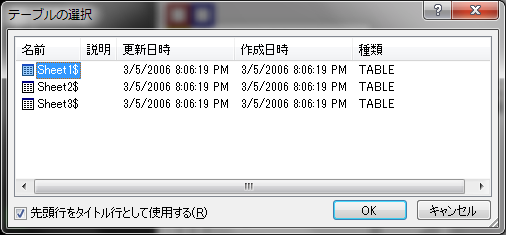 テーブルの選択
名前 説明 更新日時 作成日時 種類
Sheet1$ 3/5/2006 8:06:19 PM 3/5/2006 8:06:19 PM TABLE
Sheet2$ 3/5/2006 8:06:19 PM 3/5/2006 8:06:19 PM TABLE
Sheet3$ 3/5/2006 8:06:19 PM 3/5/2006 8:06:19 PM TABLE
先頭行をタイトル行として使用する(R) OK キャンセル